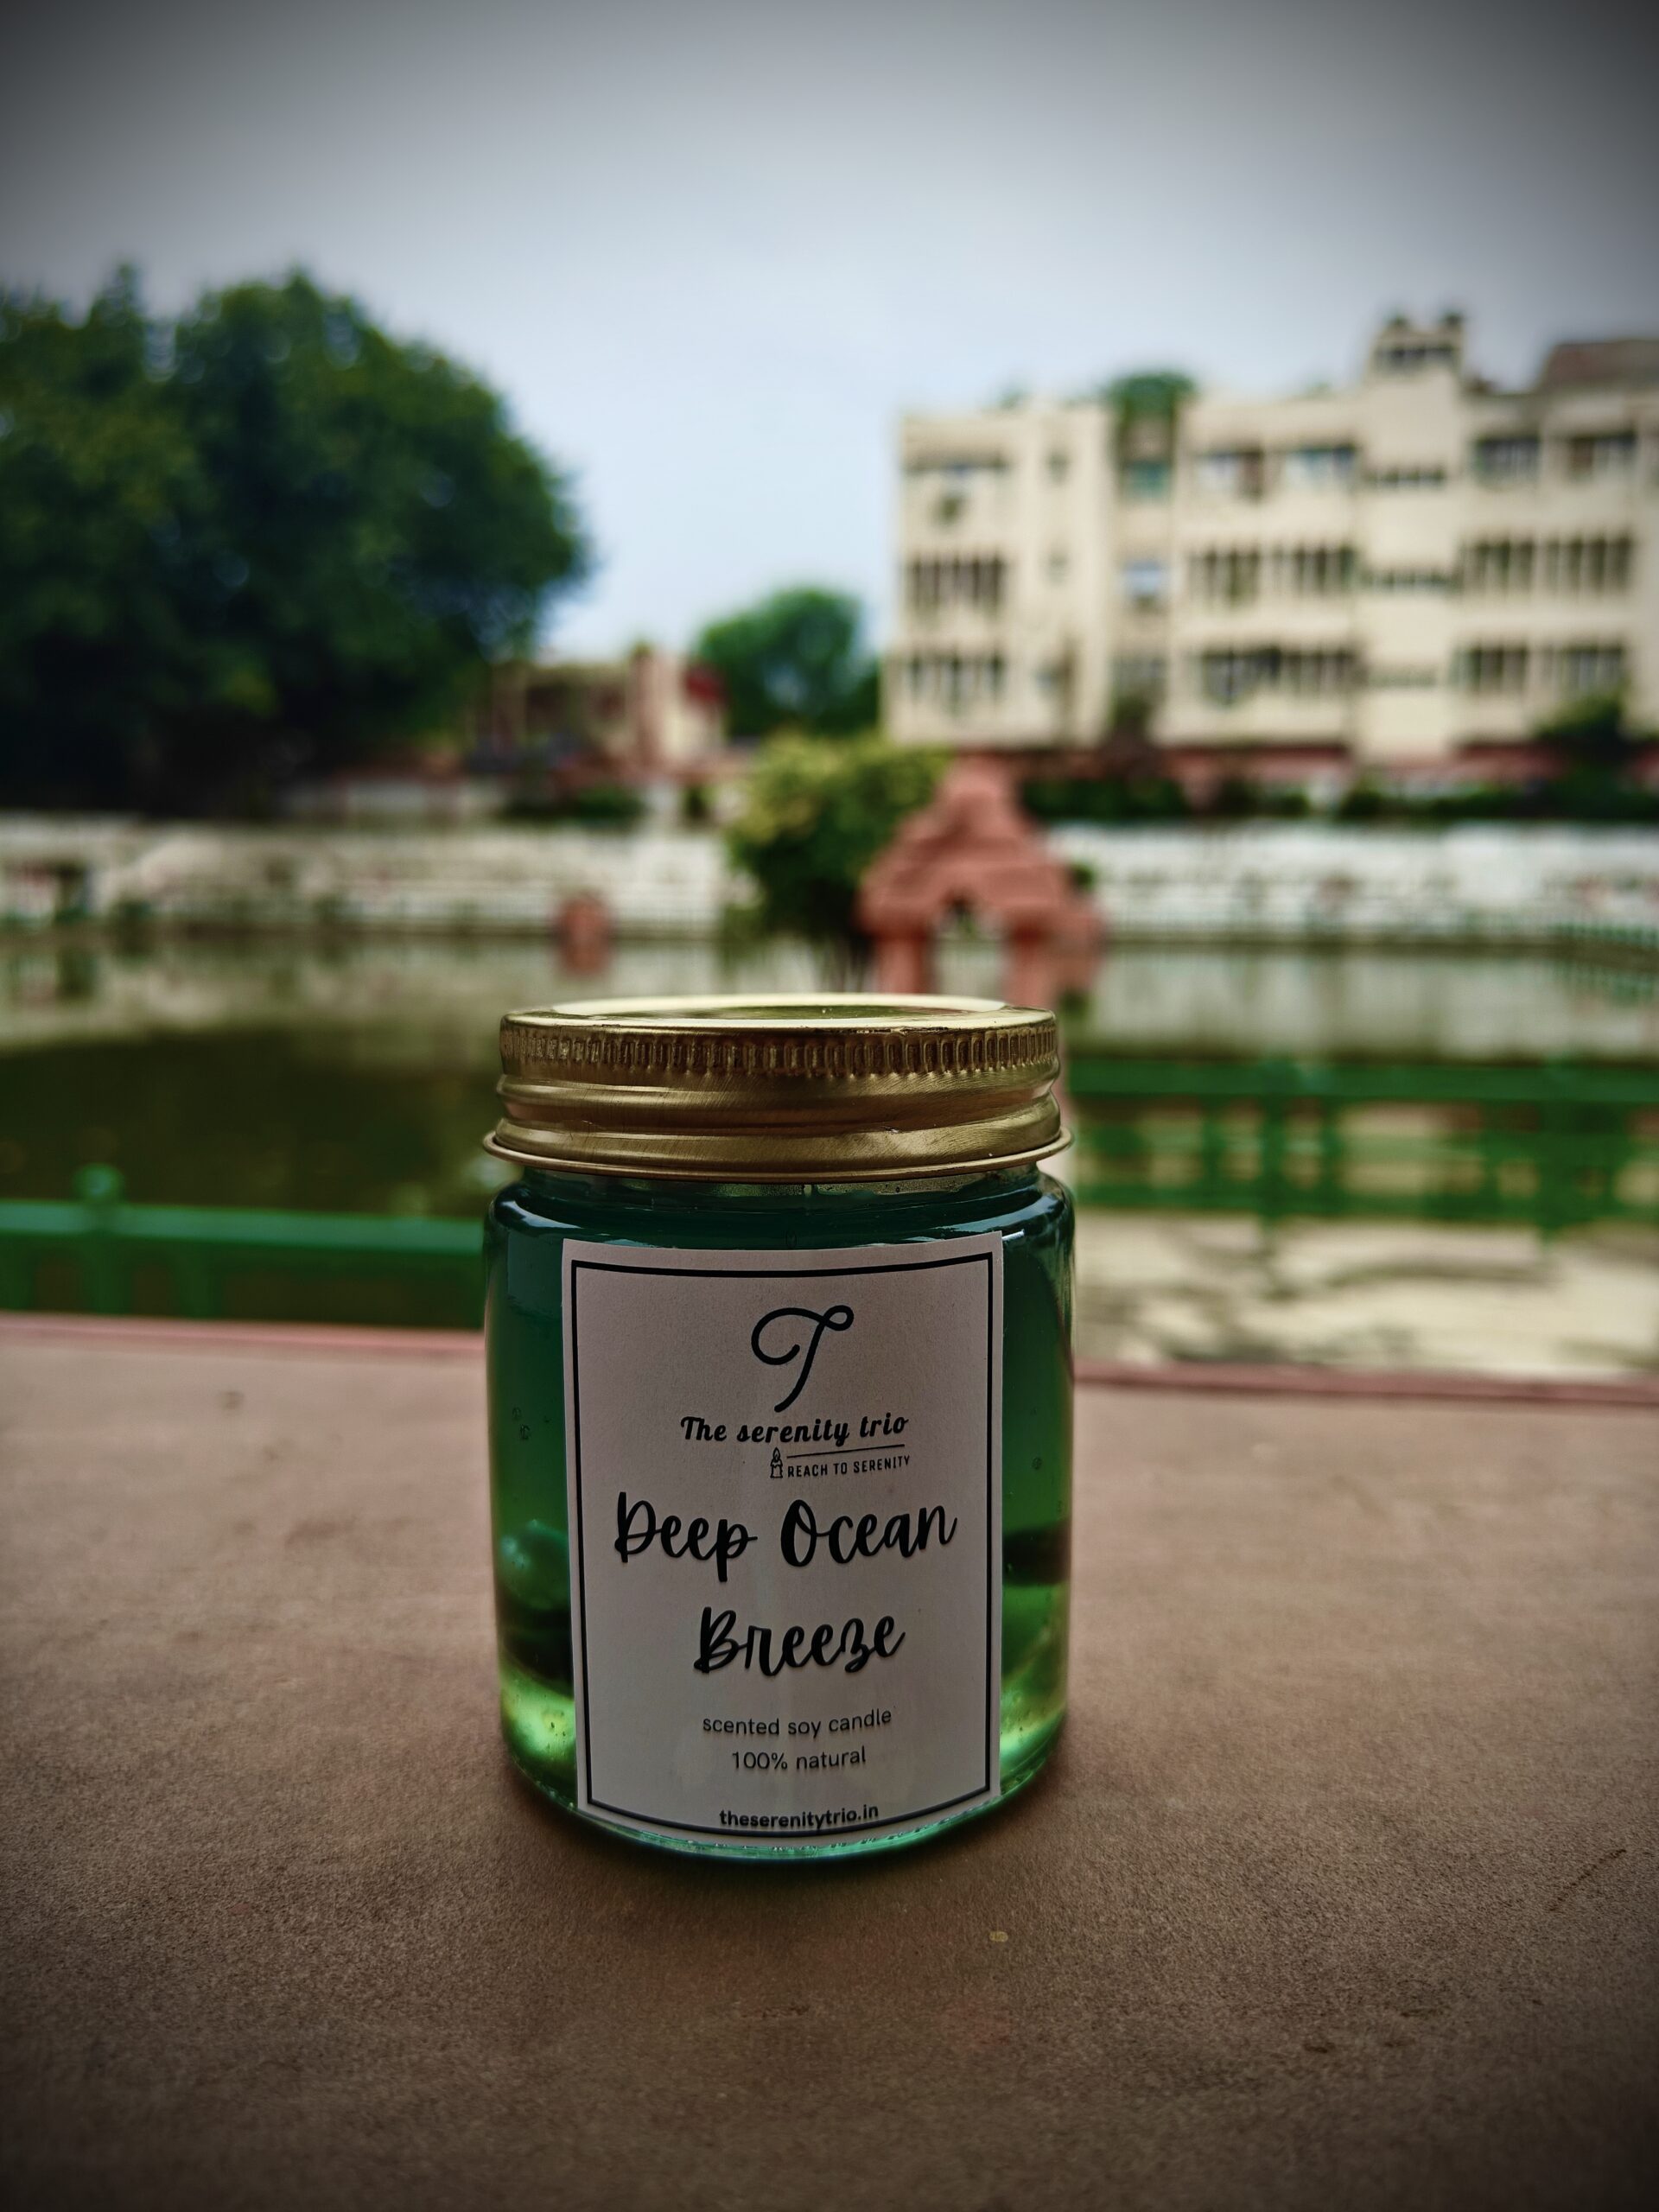 T
The serenity trio
REACH TO SERENITY
Deep Ocean
Breeze
scented soy candle
100% natural
theserenitytrio.in